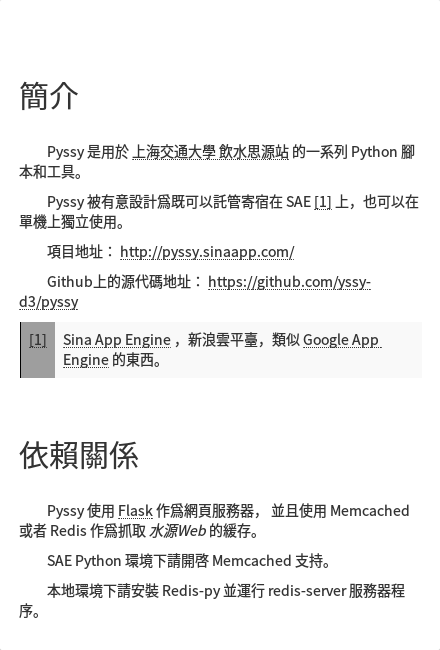 簡介
Pyssy 是用於 上海交通大學 飲水思源站 的一系列 Python 腳
本和工具。
Pyssy 被有意設計爲既可以託管寄宿在 SAE [1] 上，也可以在
單機上獨立使用。
項目地址： http://pyssy.sinaapp.com/
Github上的源代碼地址： https://github.com/yssy-
d3/pyssy
[1] Sina App Engine ，新浪雲平臺，類似 Google App
Engine 的東西。
依賴關係
Pyssy 使用 Flask 作爲網頁服務器， 並且使用 Memcached
或者 Redis 作爲抓取 水源Web 的緩存。
SAE Python 環境下請開啓 Memcached 支持。
本地環境下請安裝 Redis-py 並運行 redis-server 服務器程
序。